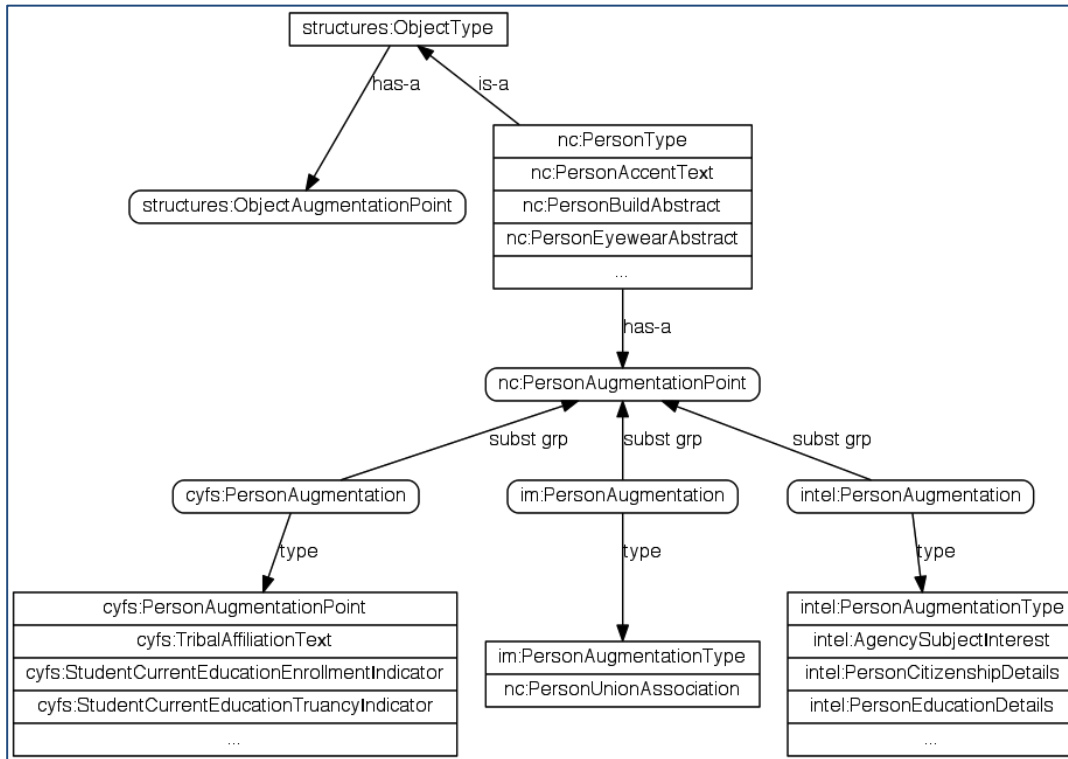 structures:ObjectType
has-a
is-a
nc:PersonType
nc:PersonAccentText
structures:ObjectAugmentationPoint
nc:PersonBuildAbstract
nc:PersonEyewearAbstract
...
has-a
nc:PersonAugmentationPoint
subst grp
subst grp
subst grp
cyfs:PersonAugmentation
im:PersonAugmentation
intel:PersonAugmentation
type
type
type
cyfs:PersonAugmentationPoint
cyfs:TribalAffiliationText
cyfs:StudentCurrentEducationEnrollmentIndicator
cyfs:StudentCurrentEducationTruancyIndicator
...
im:PersonAugmentationType
nc:PersonUnionAssociation
intel:PersonAugmentationType
intel:AgencySubjectInterest
intel:PersonCitizenshipDetails
intel:PersonEducationDetails
...